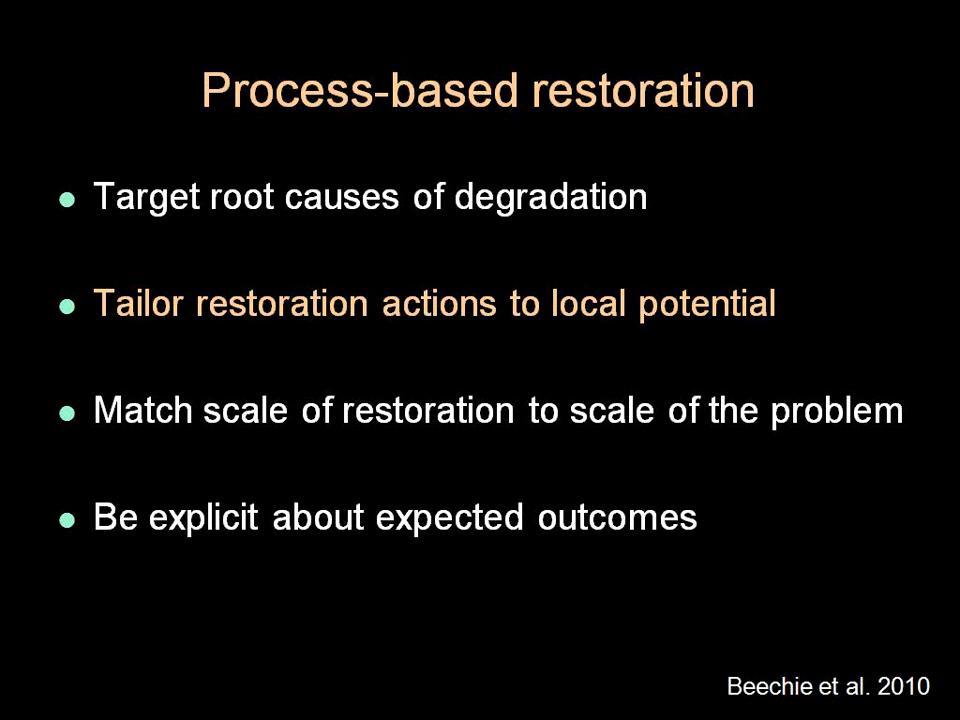 Process-based restoration
Target root causes of degradation
Tailor restoration actions to local potential
Match scale of restoration to scale of the problem
Be explicit about expected outcomes
Beechie et al. 2010